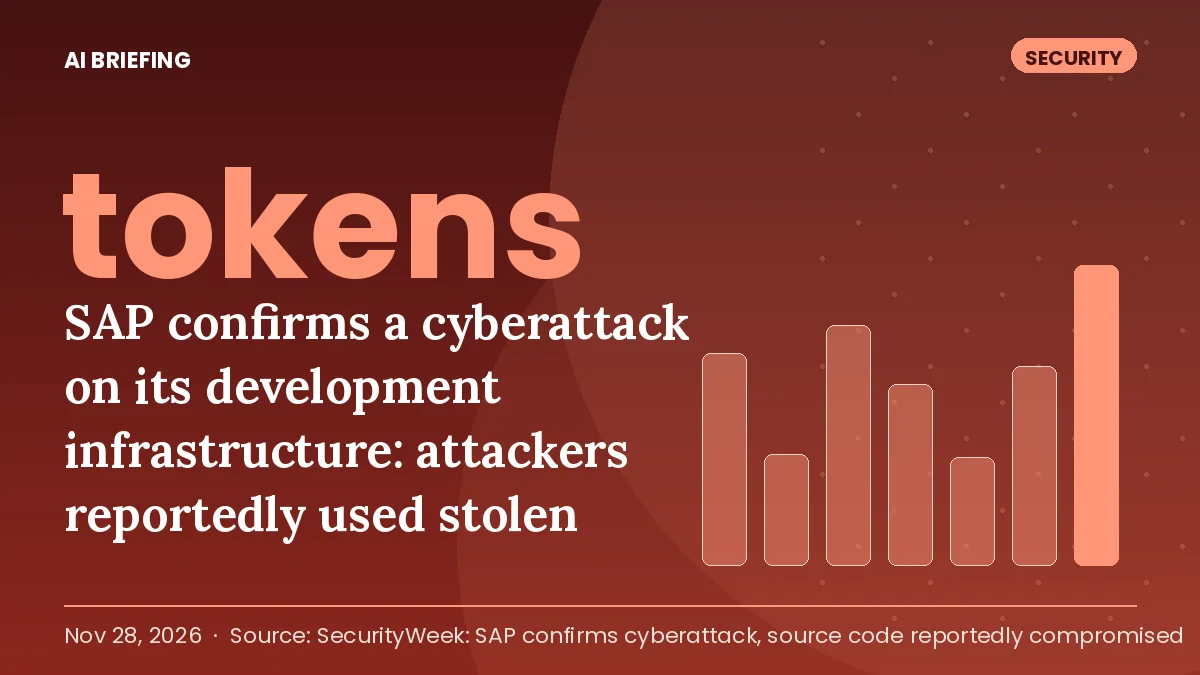 AI BRIEFING
SECURITY
tokens
SAP confirms a cyberattack
on its development
infrastructure: attackers
reportedly used stolen
Nov 28, 2026 · Source: SecurityWeek: SAP confirms cyberattack, source code reportedly compromised